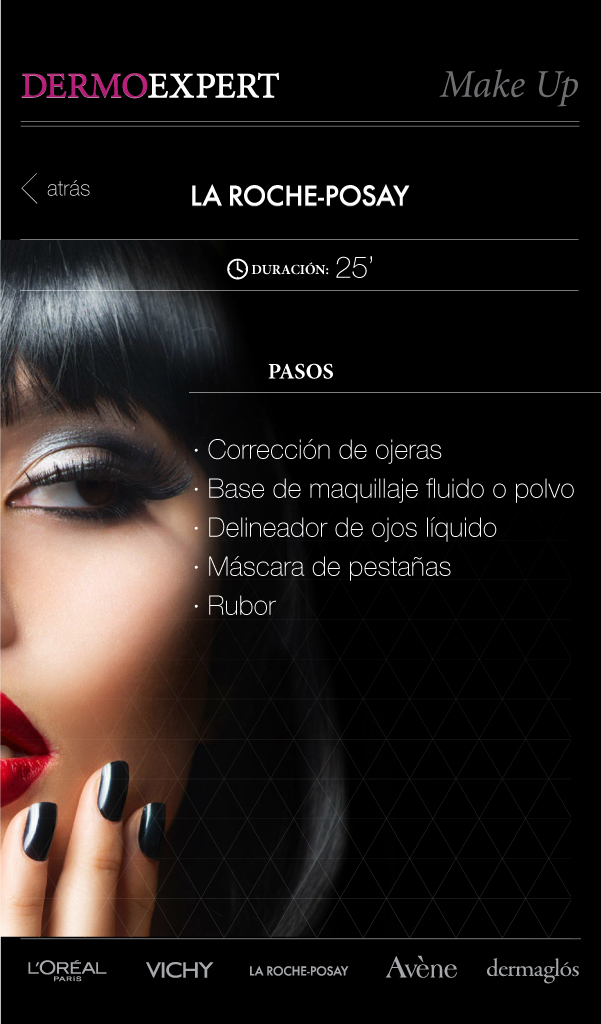 DERMOEXPERT
Make Up
atrás
LA ROCHE-POSAY
DURACIÓN: 25'
PASOS
· Corrección de ojeras
· Base de maquillaje fluido o polvo
· Delineador de ojos líquido
· Máscara de pestañas
· Rubor
L'ORÉAL
PARIS
VICHY
LA ROCHE-POSAY
Avène
dermaglós